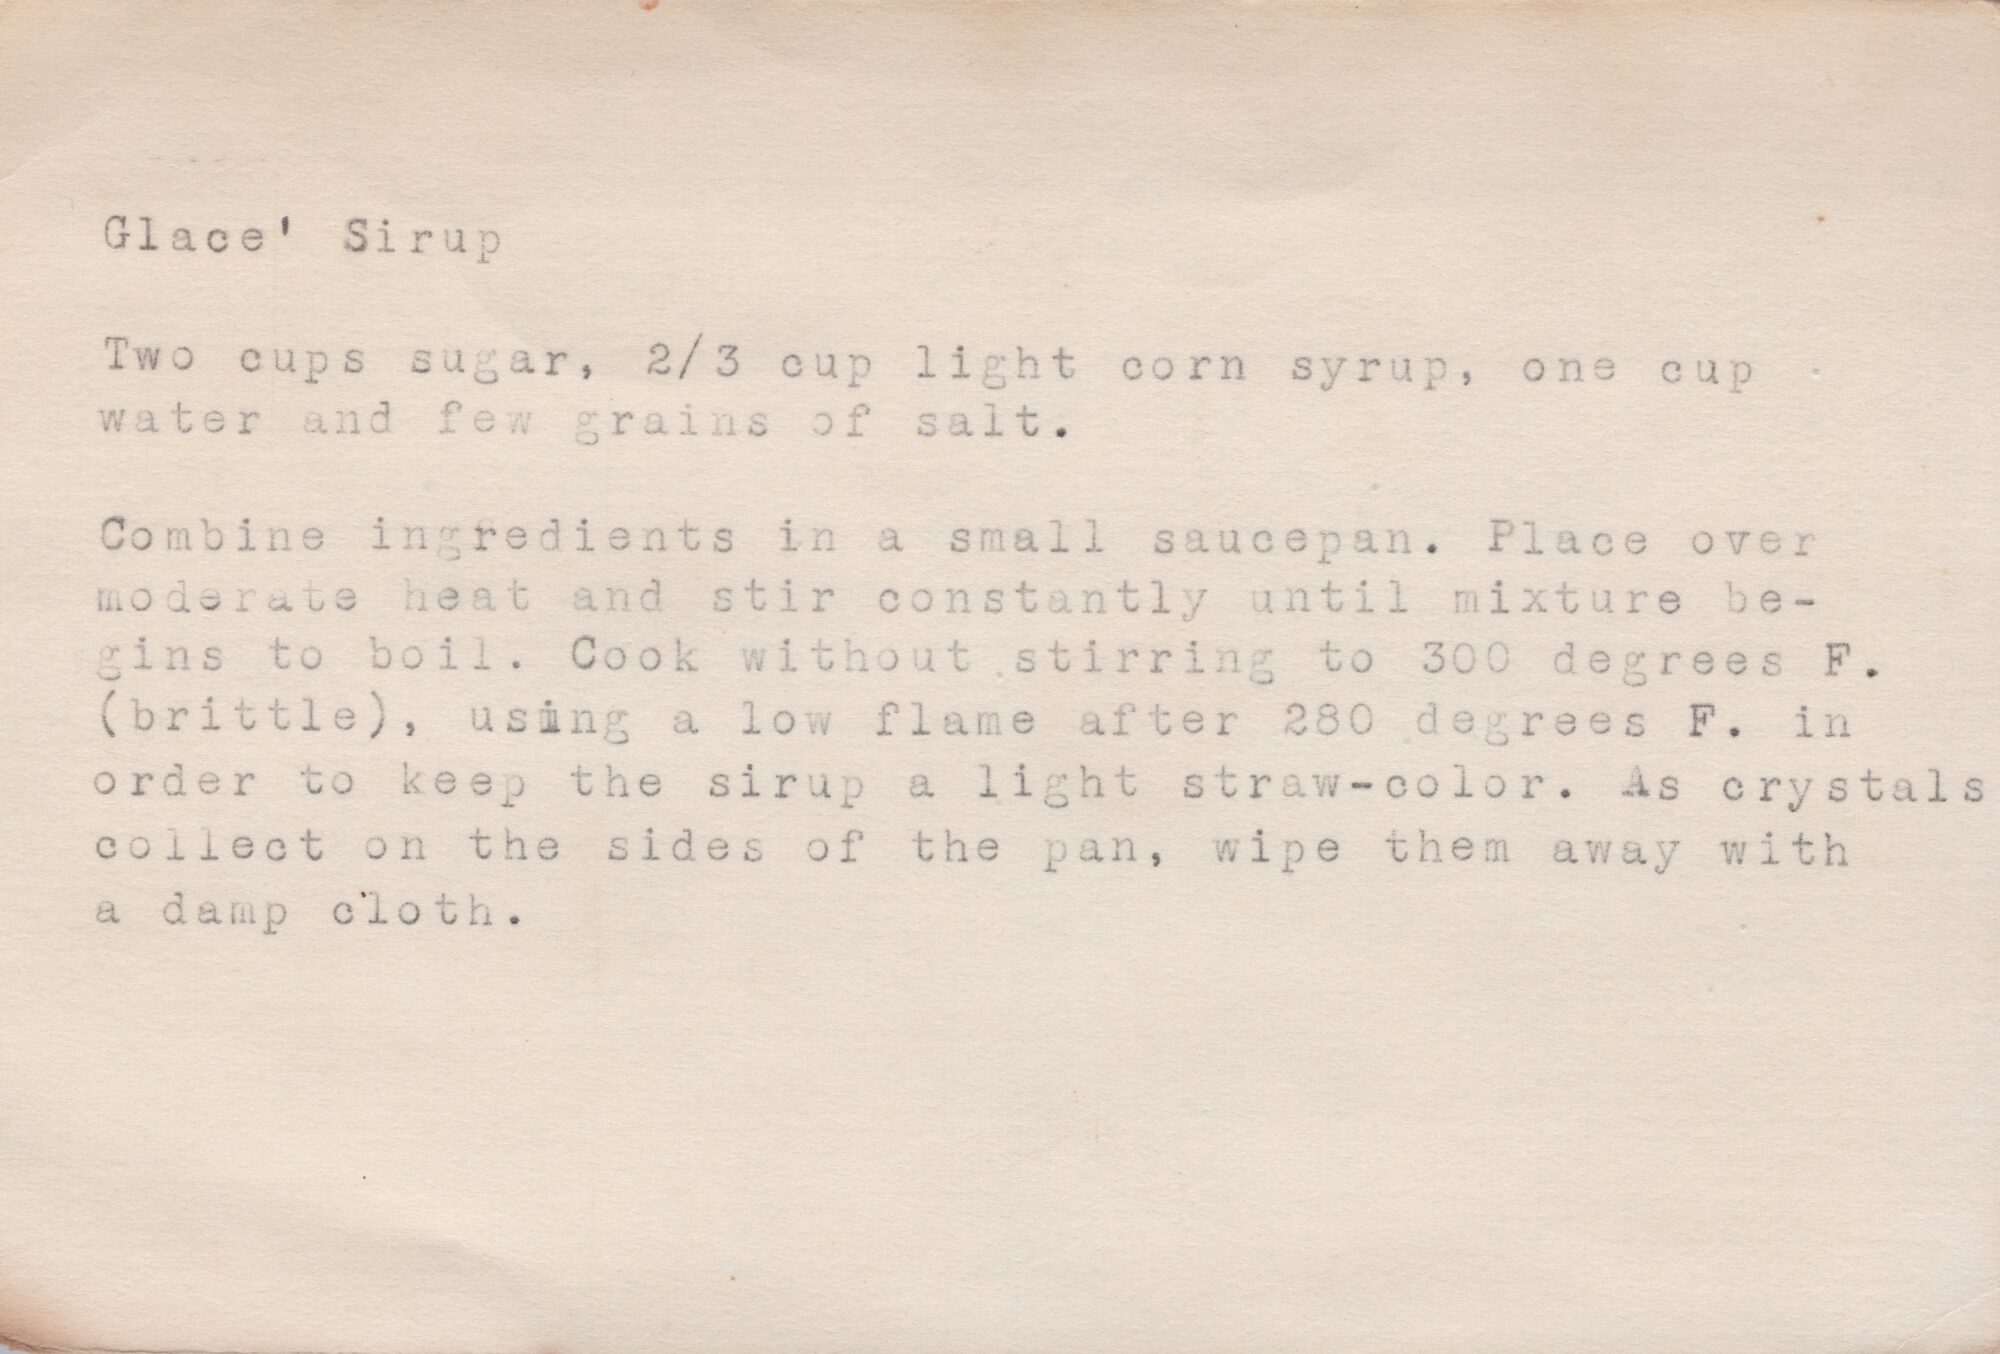 Glace' Sirup
Two cups sugar, 2/3 cup light corn syrup, one cup
water and few grains of salt.
Combine ingredients in a small saucepan. Place over
moderate heat and stir constantly until mixture be-
gins to boil. Cook without stirring to 300 degrees F.
(brittle), using a low flame after 280 degrees F. in
order to keep the sirup a light straw-color. As crystals
collect on the sides of the pan, wipe them away with
a damp cloth.